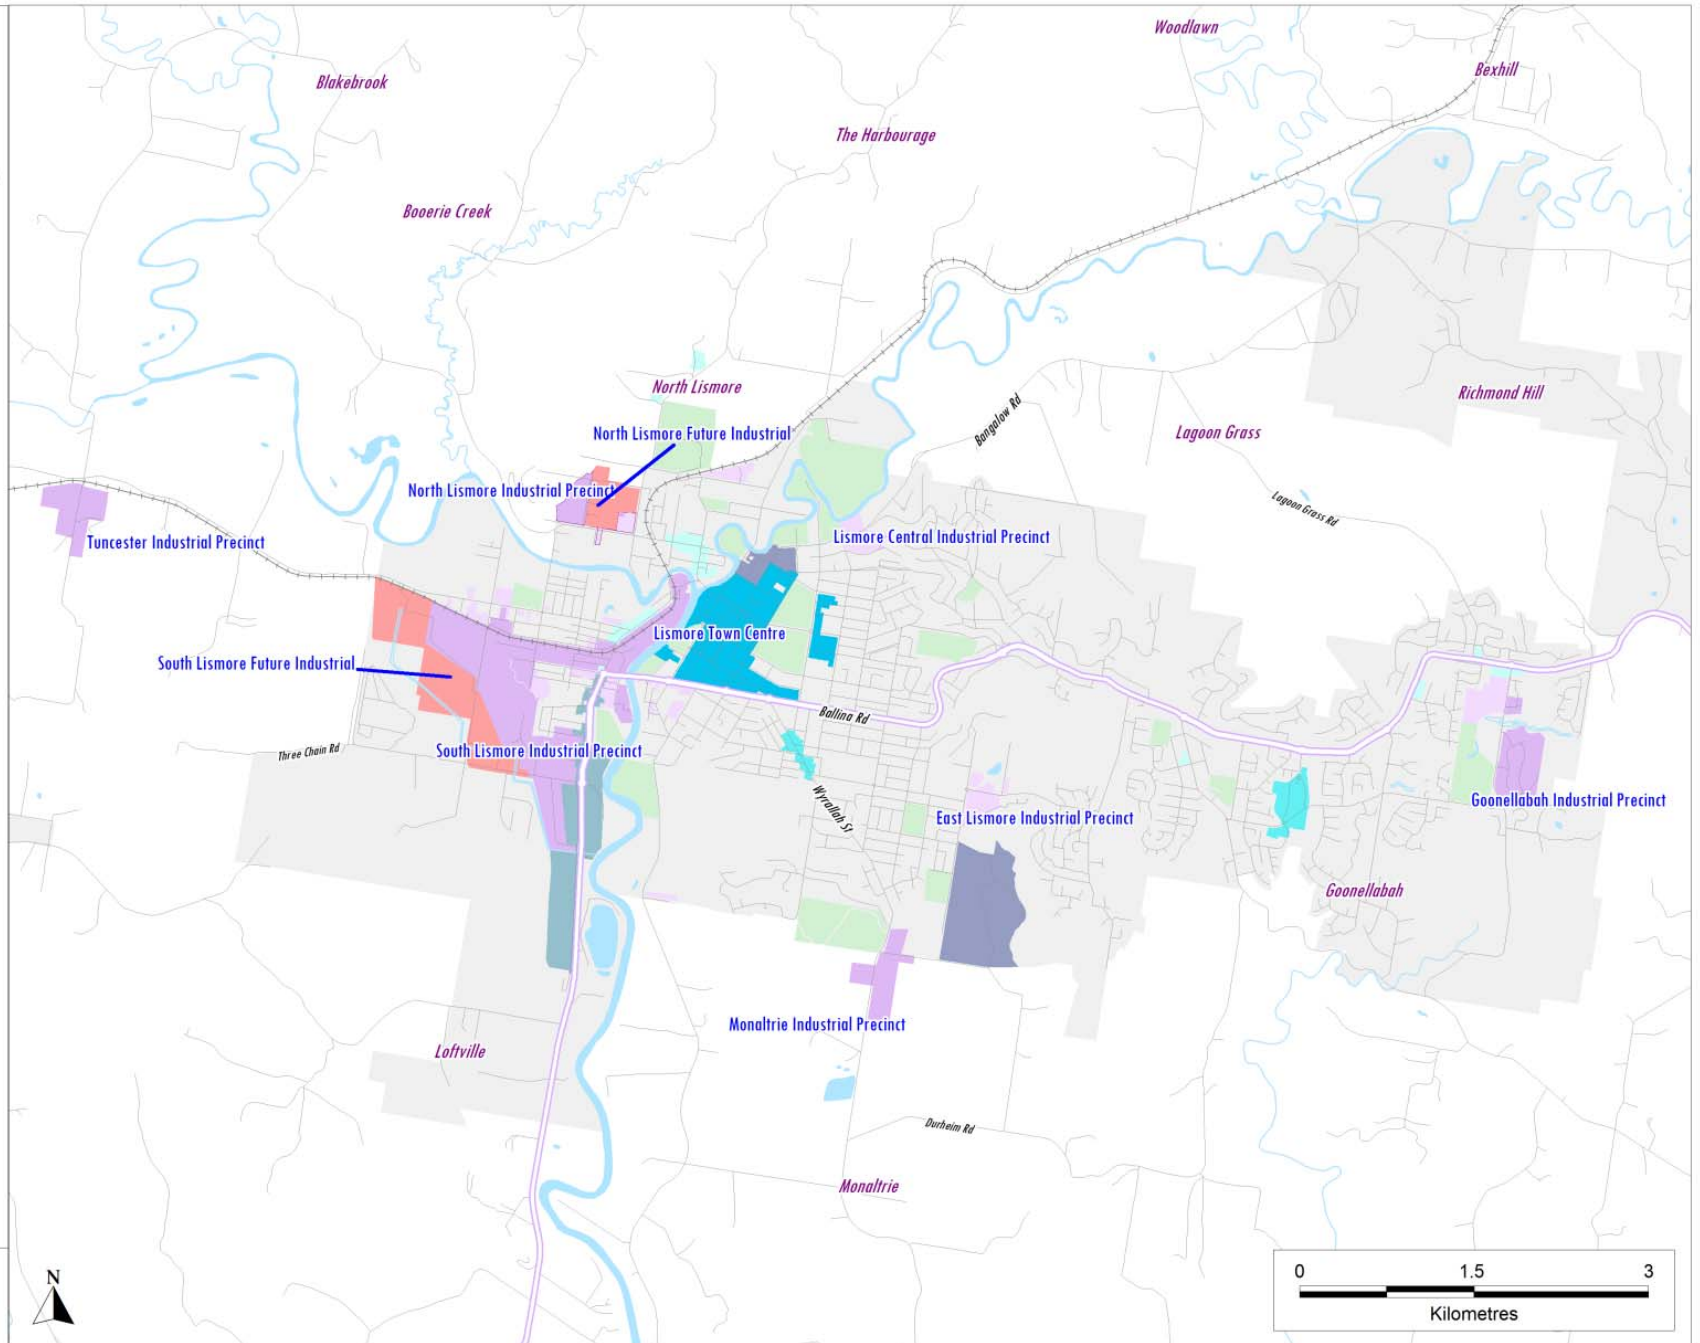 Woodlawn
Bexhill
Blakebrook
The Harbourage
Booerie Creek
North Lismore
Bangalow Rd
Richmond Hill
Lagoon Grass
North Lismore Future Industrial
North Lismore Industrial Precinct
Lagoon Grass Rd
Tuncester Industrial Precinct
Lismore Central Industrial Precinct
Lismore Town Centre
South Lismore Future Industrial
Ballina Rd
Three Chain Rd
South Lismore Industrial Precinct
Wyrallah St
East Lismore Industrial Precinct
Goonellabah Industrial Precinct
Goonellabah
Monaltrie Industrial Precinct
Loftville
Durheim Rd
Monaltrie
N
0 1.5 3
Kilometres